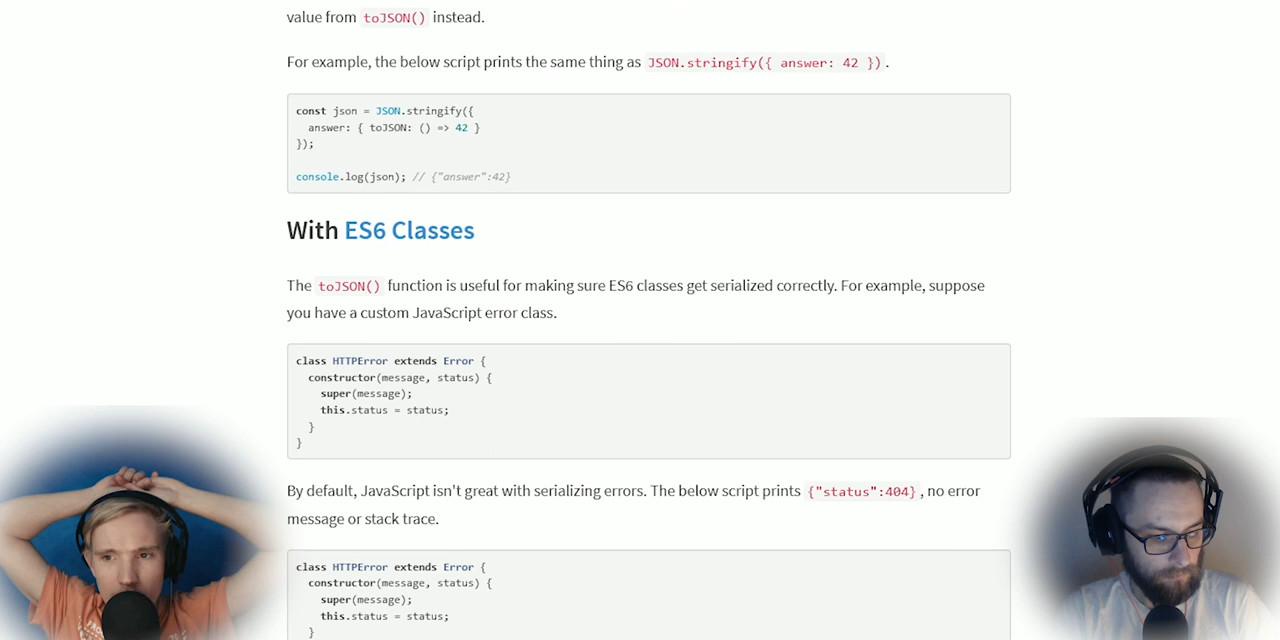 value from toJSON() instead.
For example, the below script prints the same thing as JSON.stringify({ answer: 42 }).
const json = JSON.stringify({
answer: { toJSON: () => 42 }
});
console.log(json); // {"answer":42}
With ES6 Classes
The toJSON() function is useful for making sure ES6 classes get serialized correctly. For example, suppose
you have a custom JavaScript error class.
class HTTPError extends Error {
constructor(message, status) {
super(message);
this.status = status;
}
}
By default, JavaScript isn't great with serializing errors. The below script prints {"status":404}, no error
message or stack trace.
class HTTPError extends Error {
constructor(message, status) {
super(message);
this.status = status;
}